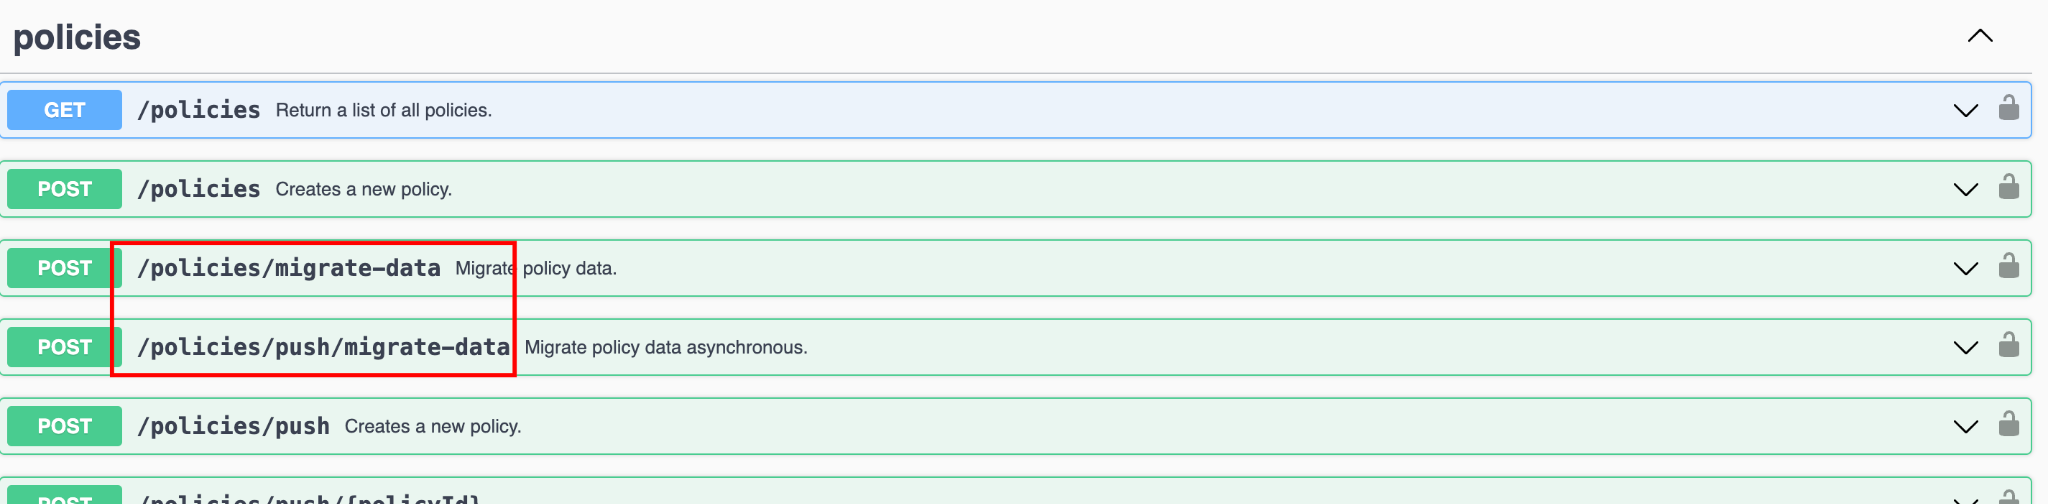 policies
GET /policies Return a list of all policies.
POST /policies Creates a new policy.
POST /policies/migrate-data Migrate policy data.
POST /policies/push/migrate-data Migrate policy data asynchronous.
POST /policies/push Creates a new policy.
POST /policies/push/{policyId}